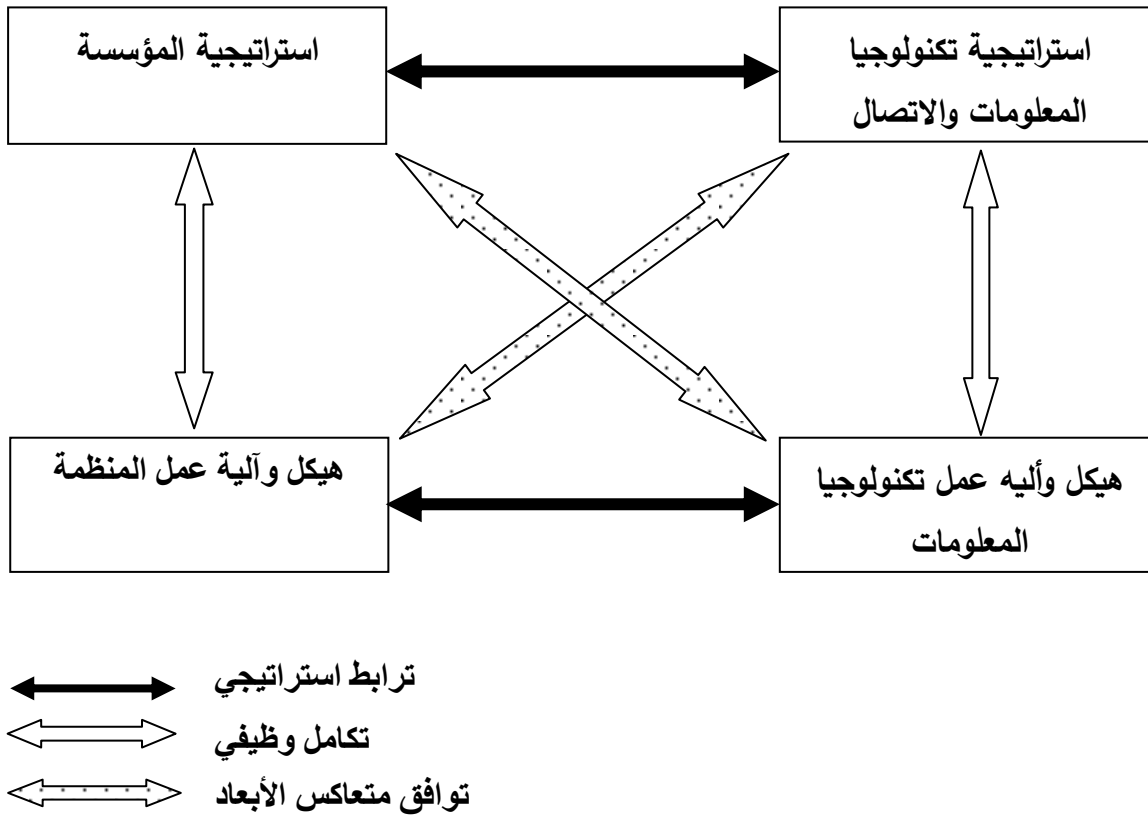 استراتيجية المؤسسة
استراتيجية تكنولوجيا
المعلومات والاتصال
هيكل وآلية عمل المنظمة
هيكل وأليه عمل تكنولوجيا
المعلومات
ترابط استراتيجي
تكامل وظيفي
توافق متعاكس الأبعاد